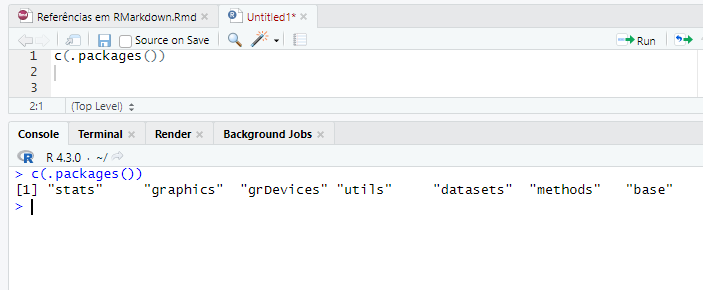 Referências em RMarkdown.Rmd × Untitled1* ×
Source on Save Run
1 c(.packages())
2
3
2:1 (Top Level)
Console Terminal × Render × Background Jobs ×
R 4.3.0 · ~/
> c(.packages())
[1] "stats" "graphics" "grDevices" "utils" "datasets" "methods" "base"
>